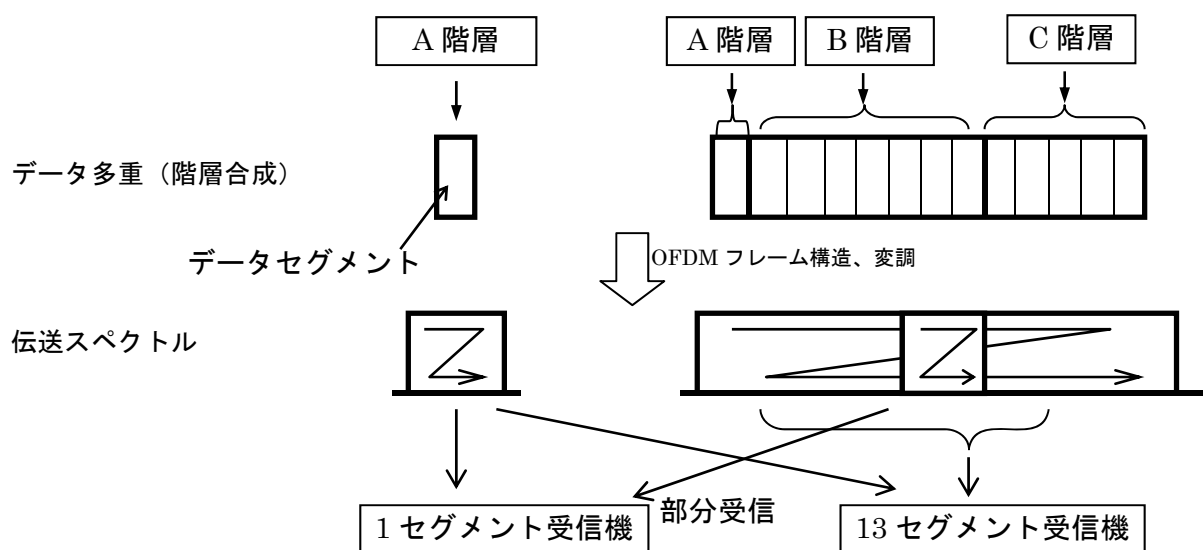 A 階層
A 階層
B 階層
C 階層
データ多重（階層合成）
データセグメント
OFDM フレーム構造、変調
伝送スペクトル
部分受信
1 セグメント受信機
13 セグメント受信機